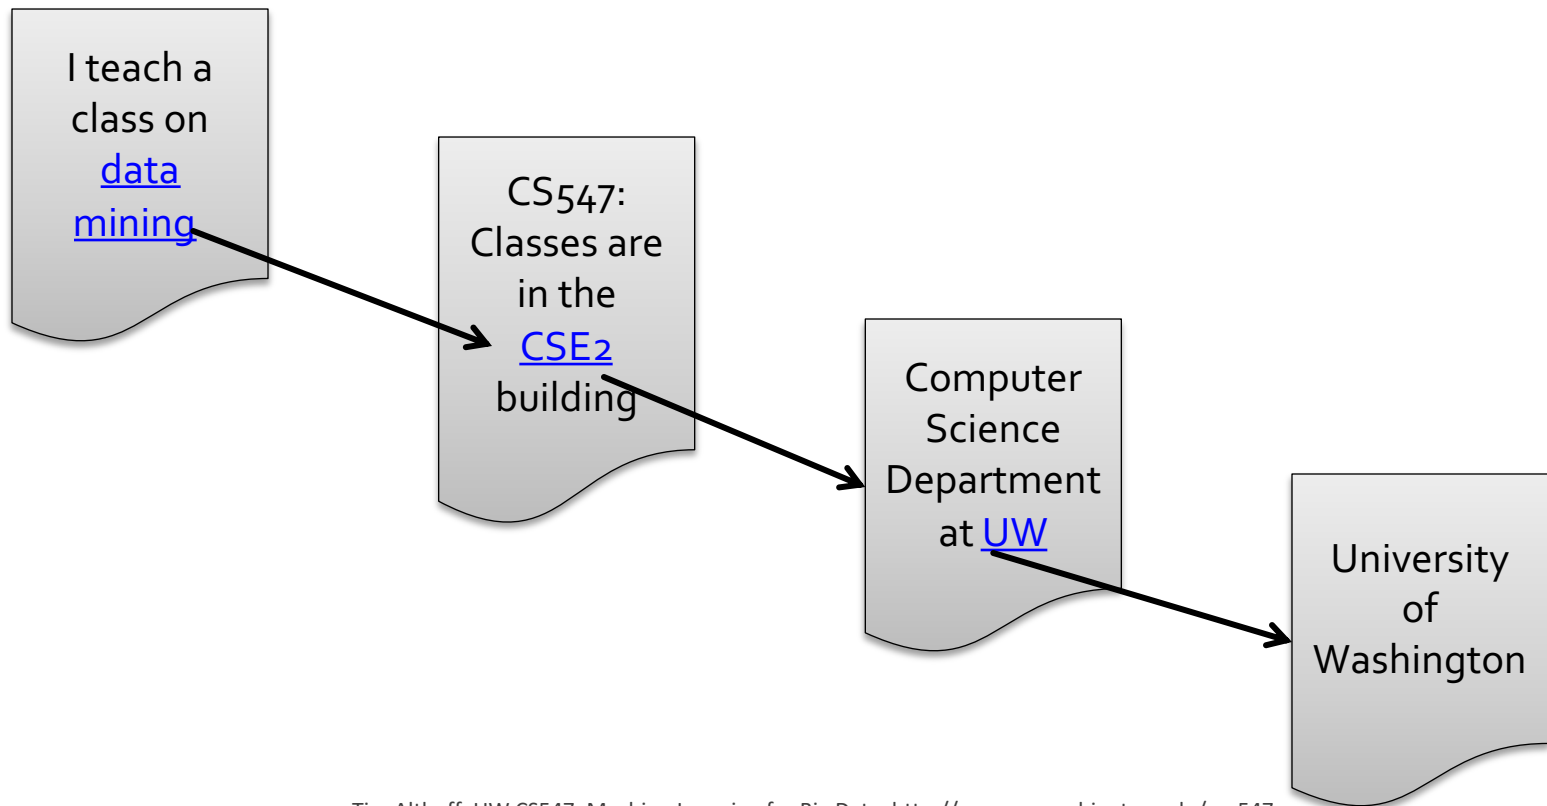 I teach a
class on
data
mining
CS547:
Classes are
in the
CSE2
building
Computer
Science
Department
at UW
University
of
Washington